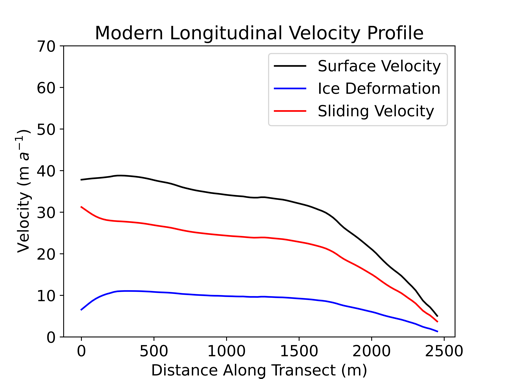 Modern Longitudinal Velocity Profile
Surface Velocity
Ice Deformation
Sliding Velocity
Velocity (m a⁻¹)
70
60
50
40
30
20
10
0
0 500 1000 1500 2000 2500
Distance Along Transect (m)